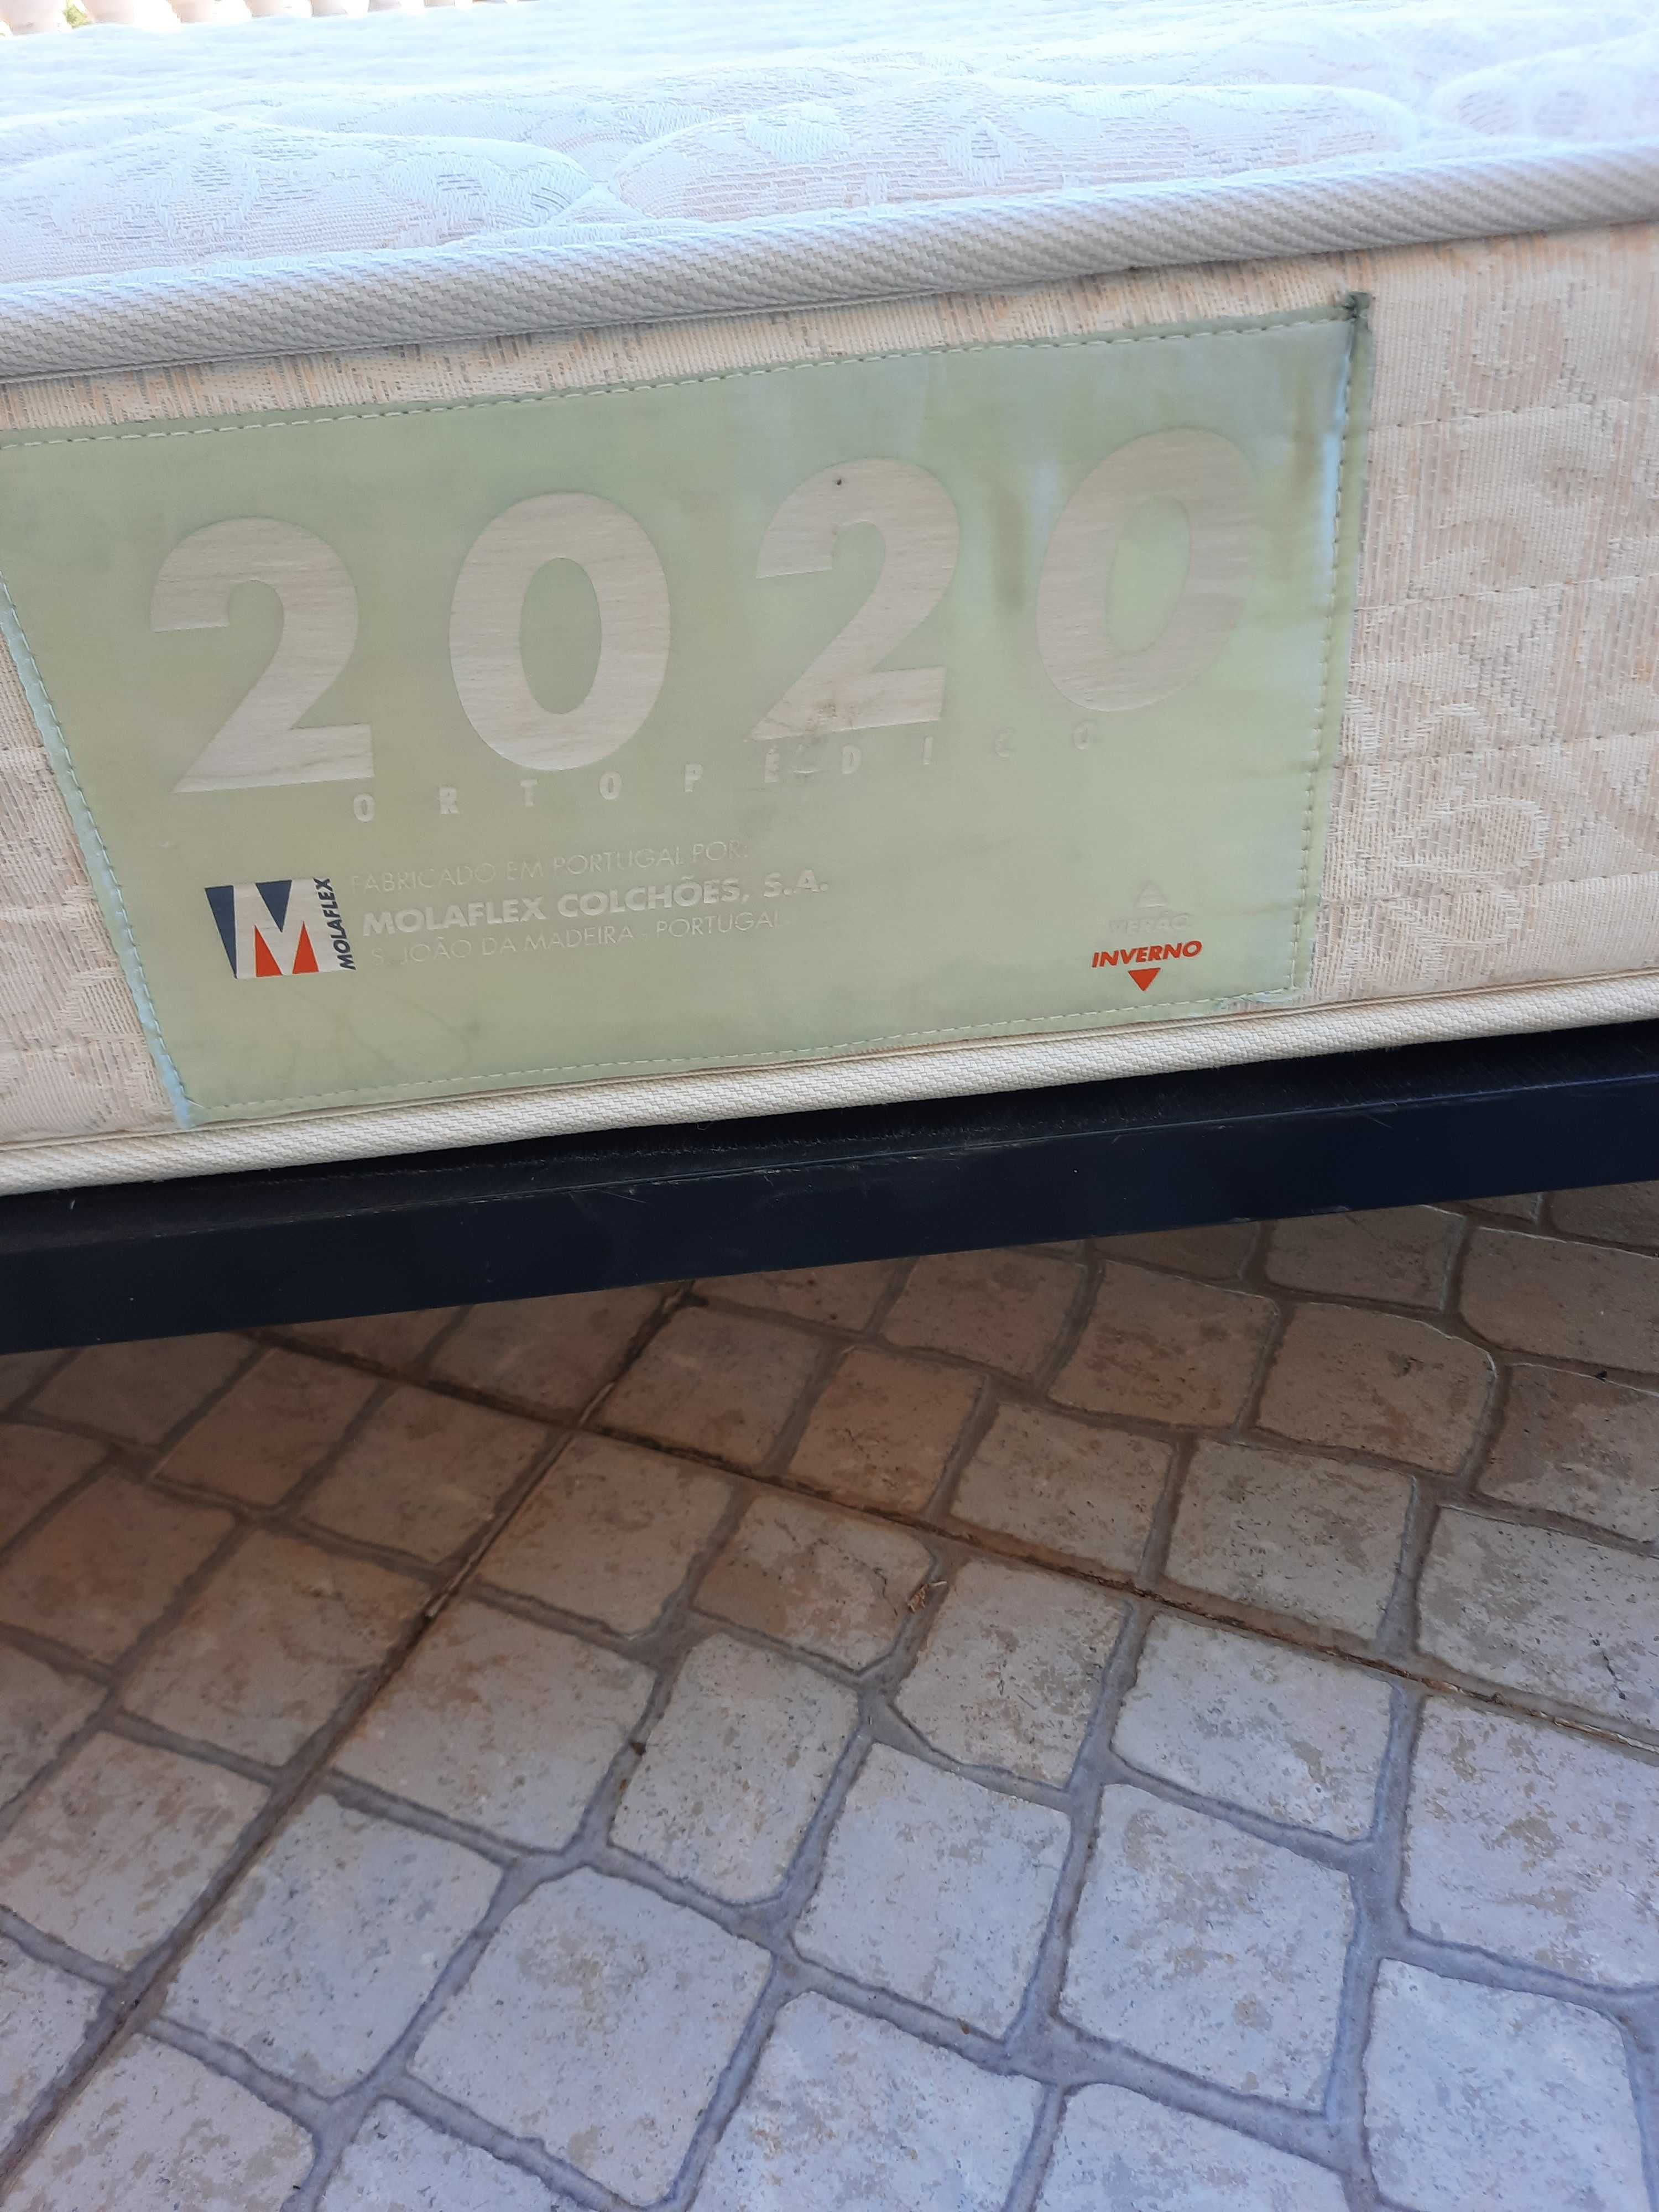 2020
ORTOPÉDICO
FABRICADO EM PORTUGAL POR:
MOLAFLEX COLCHÕES, S.A.
S. JOÃO DA MADEIRA - PORTUGAL
MOLAFLEX
VERÃO
INVERNO